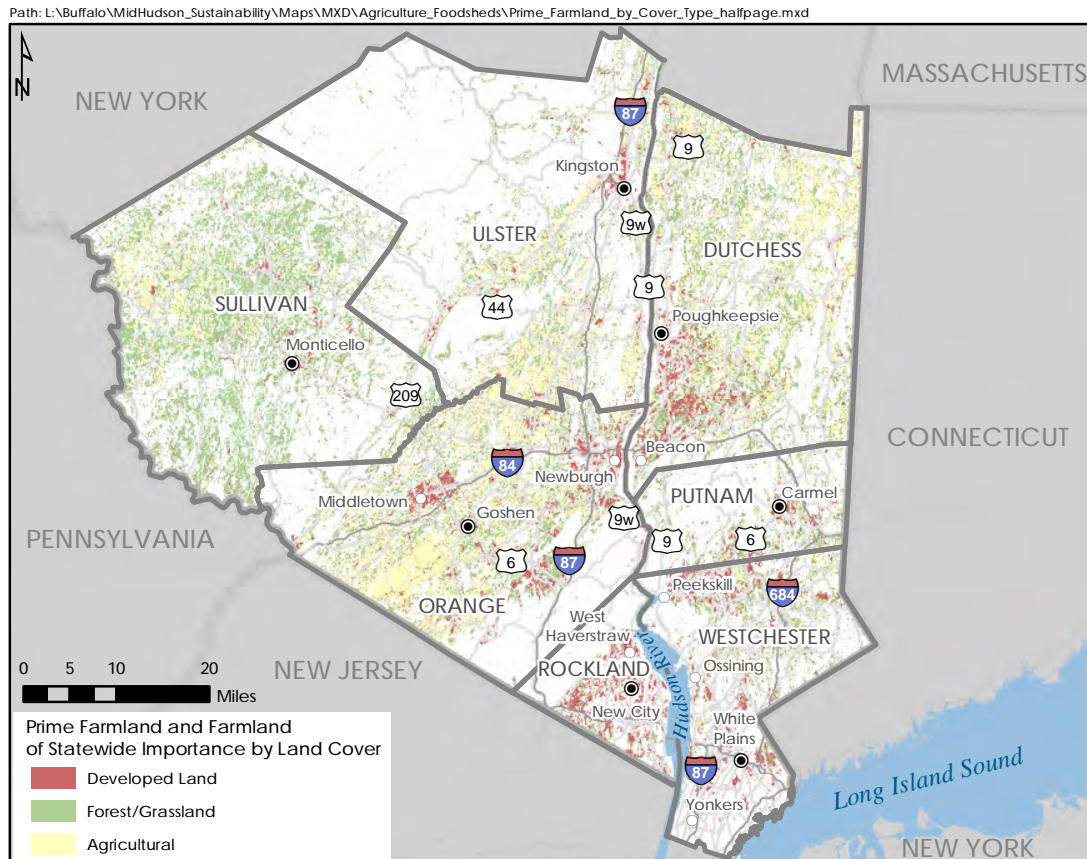 Path: L:\Buffalo\MidHudson_Sustainability\Maps\MXD\Agriculture_Foodsheds\Prime_Farmland_by_Cover_Type_halfpage.mxd
N
NEW YORK
MASSACHUSETTS
87
9
Kingston
9w
ULSTER
DUTCHESS
9
44
SULLIVAN
Poughkeepsie
Monticello
209
CONNECTICUT
Beacon
84
Newburgh
PUTNAM
Carmel
Middletown
Goshen
9w
PENNSYLVANIA
9
6
6
87
Peekskill
684
ORANGE
West
Haverstraw
WESTCHESTER
NEW JERSEY
ROCKLAND
Ossining
Hudson River
New City
White
Plains
87
Long Island Sound
Yonkers
NEW YORK
0 5 10 20
Miles
Prime Farmland and Farmland
of Statewide Importance by Land Cover
Developed Land
Forest/Grassland
Agricultural